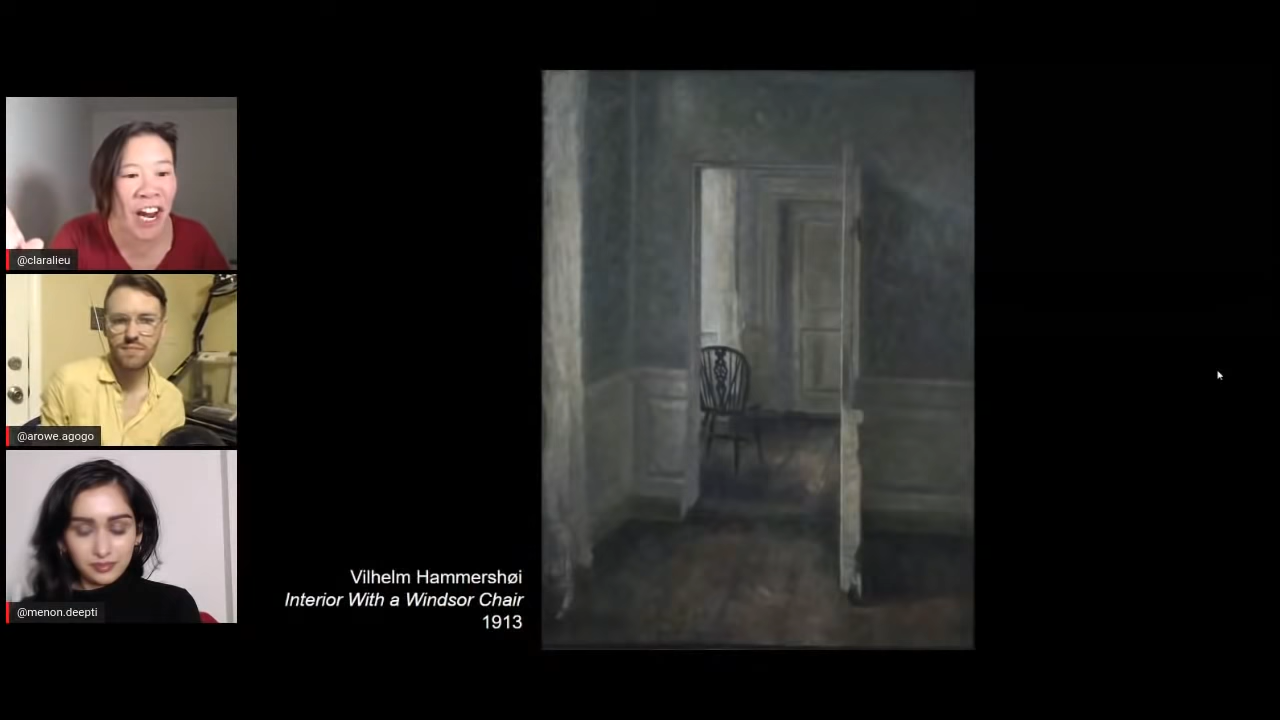 @claralieu
@arowe.agogo
@menon.deepti
Vilhelm Hammershøi
Interior With a Windsor Chair
1913